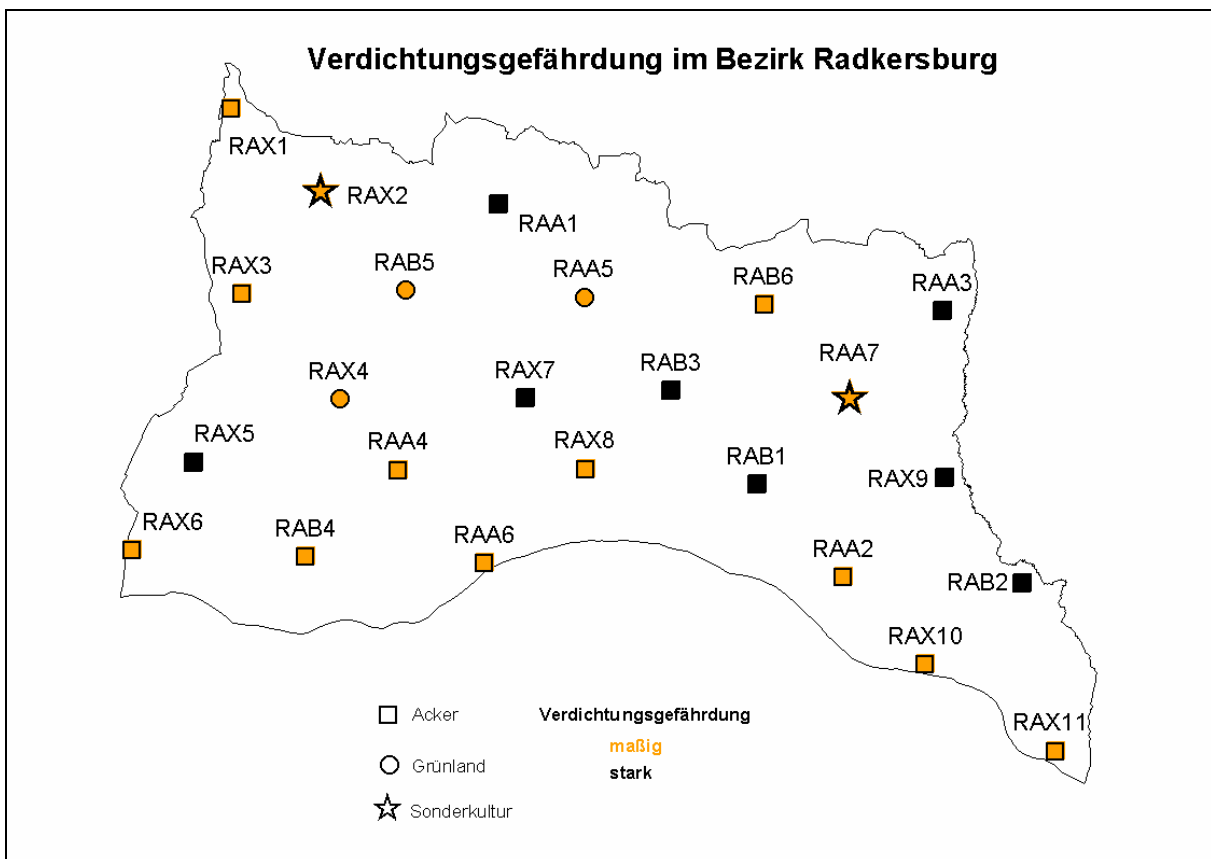 Verdichtungsgefährdung im Bezirk Radkersburg
RAX1
RAX2
RAA1
RAX3
RAB5
RAA5
RAB6
RAA3
RAX4
RAX7
RAB3
RAA7
RAX5
RAA4
RAX8
RAB1
RAX9
RAX6
RAB4
RAA6
RAA2
RAB2
RAX10
RAX11
Acker
Grünland
Sonderkultur
Verdichtungsgefährdung
maßig
stark